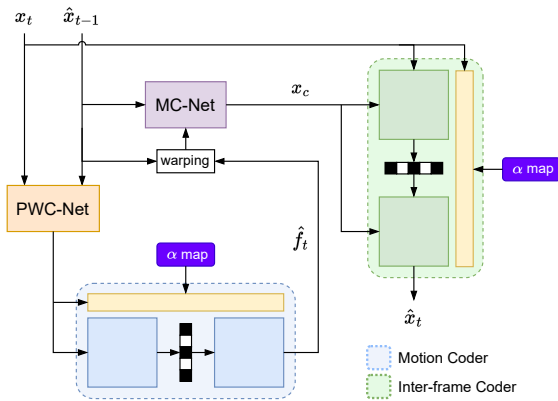 x_t
x̂_{t−1}
MC-Net
x_c
warping
α map
PWC-Net
f̂_t
α map
x̂_t
Motion Coder
Inter-frame Coder